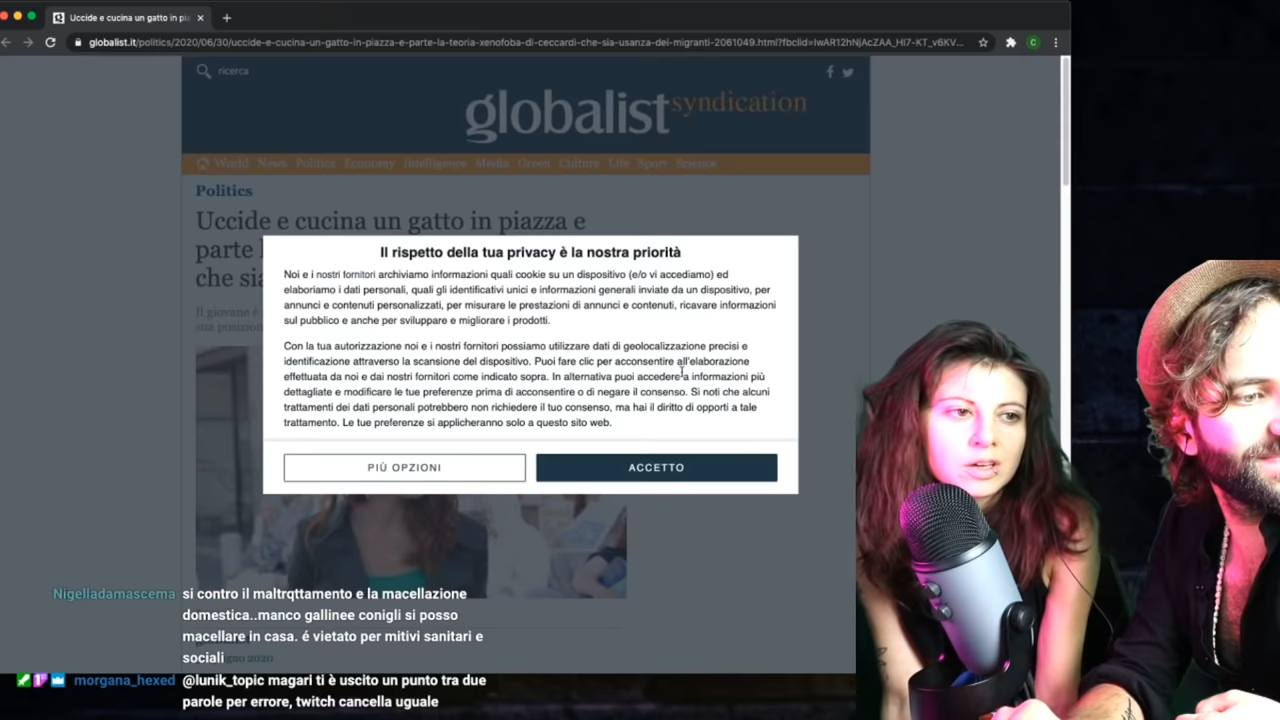 Uccide e cucina un gatto in pia
globalist.it/politics/2020/06/30/uccide-e-cucina-un-gatto-in-piazza-e-parte-la-teoria-xenofoba-di-ceccardi-che-sia-usanza-dei-migranti-2061049.html?fbclid=IwAR12hNjAcZAA_HI7-KT_v6KV...
C
ricerca
globalist syndication
World News Politics Economy Intelligence Media Green Culture Life Sport Science
Politics
Uccide e cucina un gatto in piazza e
parte
che sia
Il giovane è
sua posizion
Il rispetto della tua privacy è la nostra priorità
Noi e i nostri fornitori archiviamo informazioni quali cookie su un dispositivo (e/o vi accediamo) ed
elaboriamo i dati personali, quali gli identificativi unici e informazioni generali inviate da un dispositivo, per
annunci e contenuti personalizzati, per misurare le prestazioni di annunci e contenuti, ricavare informazioni
sul pubblico e anche per sviluppare e migliorare i prodotti.
Con la tua autorizzazione noi e i nostri fornitori possiamo utilizzare dati di geolocalizzazione precisi e
identificazione attraverso la scansione del dispositivo. Puoi fare clic per acconsentire all'elaborazione
effettuata da noi e dai nostri fornitori come indicato sopra. In alternativa puoi accedere a informazioni più
dettagliate e modificare le tue preferenze prima di acconsentire o di negare il consenso. Si noti che alcuni
trattamenti dei dati personali potrebbero non richiedere il tuo consenso, ma hai il diritto di opporti a tale
trattamento. Le tue preferenze si applicheranno solo a questo sito web.
PIÙ OPZIONI
ACCETTO
Nigelladamascema si contro il maltrqttamento e la macellazione
domestica..manco gallinee conigli si posso
macellare in casa. é vietato per mitivi sanitari e
sociali
2020
morgana_hexed @lunik_topic magari ti è uscito un punto tra due
parole per errore, twitch cancella uguale